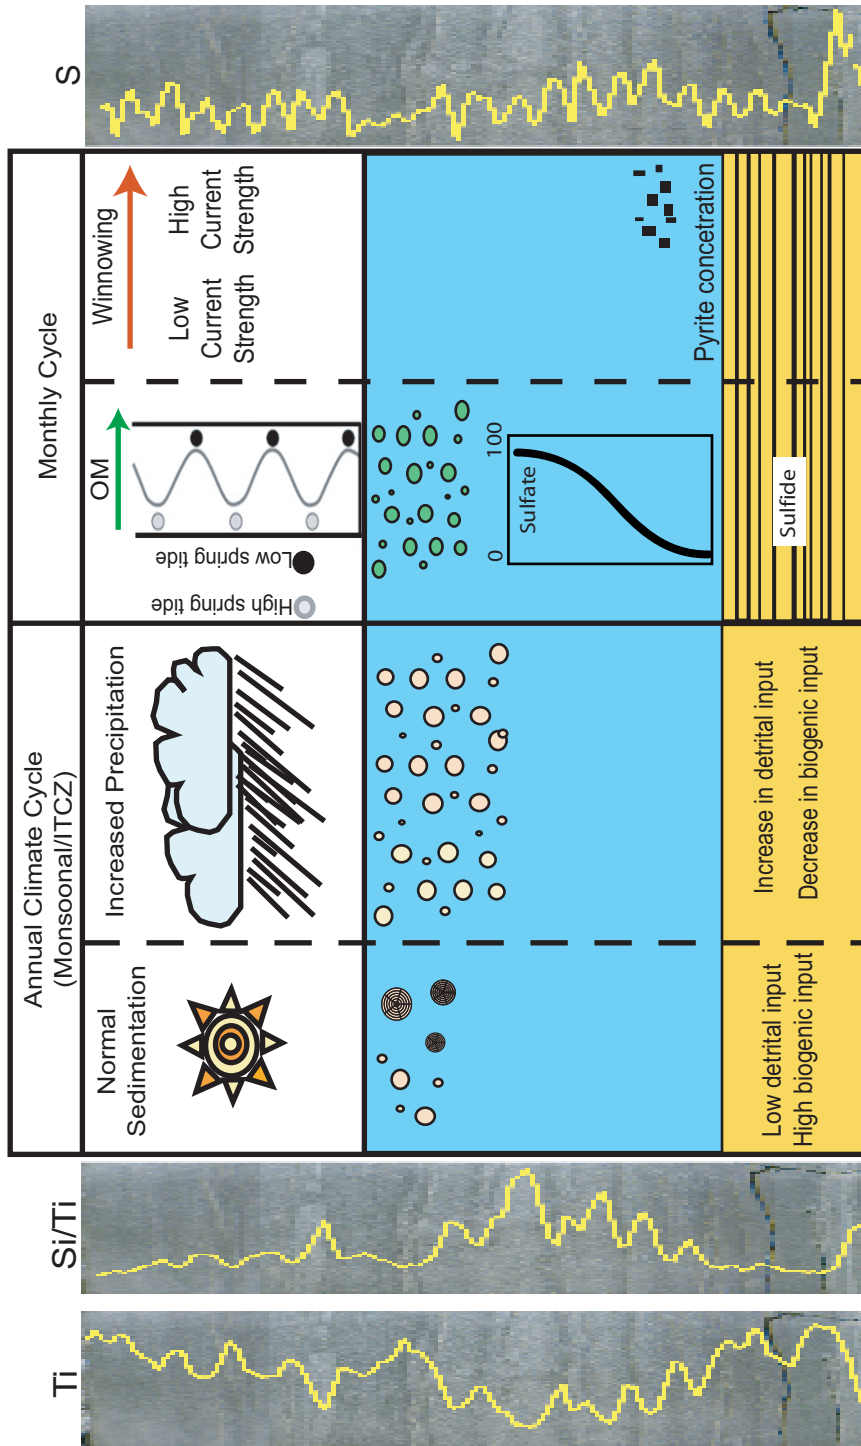 Ti
Si/Ti
Annual Climate Cycle
(Monsoonal/ITCZ)
Normal
Sedimentation
Increased Precipitation
Low detrital input
High biogenic input
Increase in detrital input
Decrease in biogenic input
Monthly Cycle
OM
High spring tide
Low spring tide
Winnowing
Low
Current
Strength
High
Current
Strength
0
100
Sulfate
Pyrite concetration
Sulfide
S